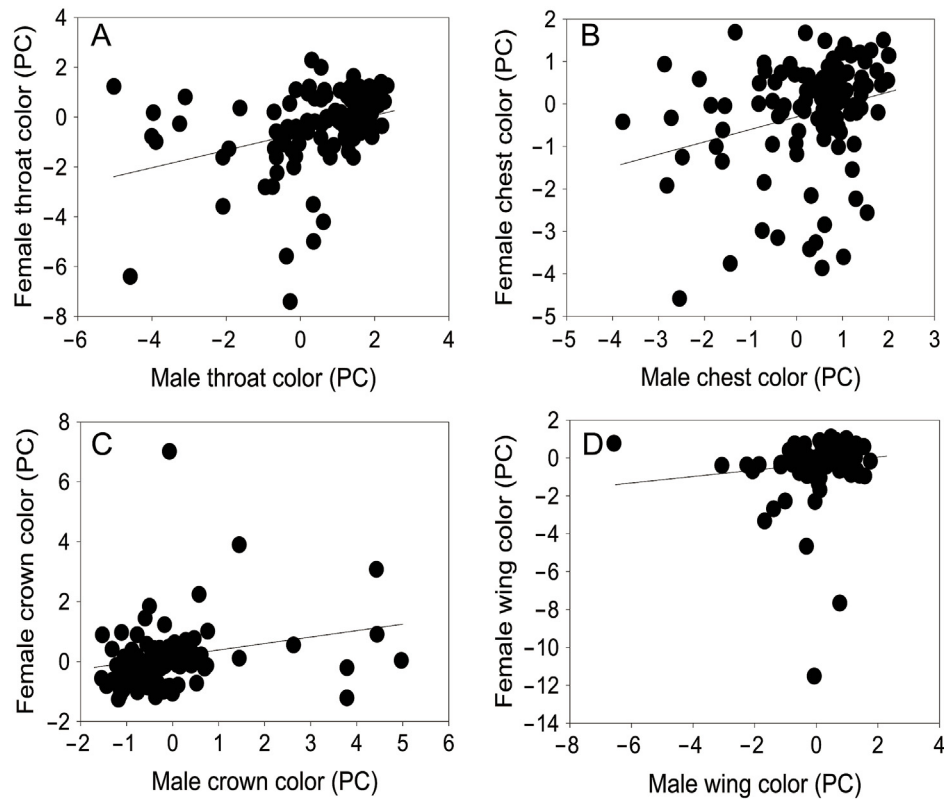 A
4
2
0
−2
−4
−6
−8
Female throat color (PC)
−6 −4 −2 0 2 4
Male throat color (PC)
B
2
1
0
−1
−2
−3
−4
−5
Female chest color (PC)
−5 −4 −3 −2 −1 0 1 2 3
Male chest color (PC)
C
8
6
4
2
0
−2
Female crown color (PC)
−2 −1 0 1 2 3 4 5 6
Male crown color (PC)
D
2
0
−2
−4
−6
−8
−10
−12
−14
Female wing color (PC)
−8 −6 −4 −2 0 2 4
Male wing color (PC)